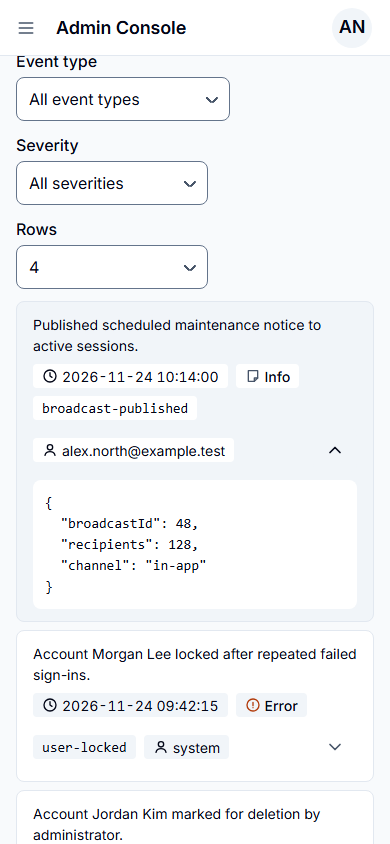 Admin Console
AN
Event type
All event types
Severity
All severities
Rows
4
Published scheduled maintenance notice to
active sessions.
2026-11-24 10:14:00
Info
broadcast-published
alex.north@example.test
{
  "broadcastId": 48,
  "recipients": 128,
  "channel": "in-app"
}
Account Morgan Lee locked after repeated failed
sign-ins.
2026-11-24 09:42:15
Error
user-locked
system
Account Jordan Kim marked for deletion by
administrator.